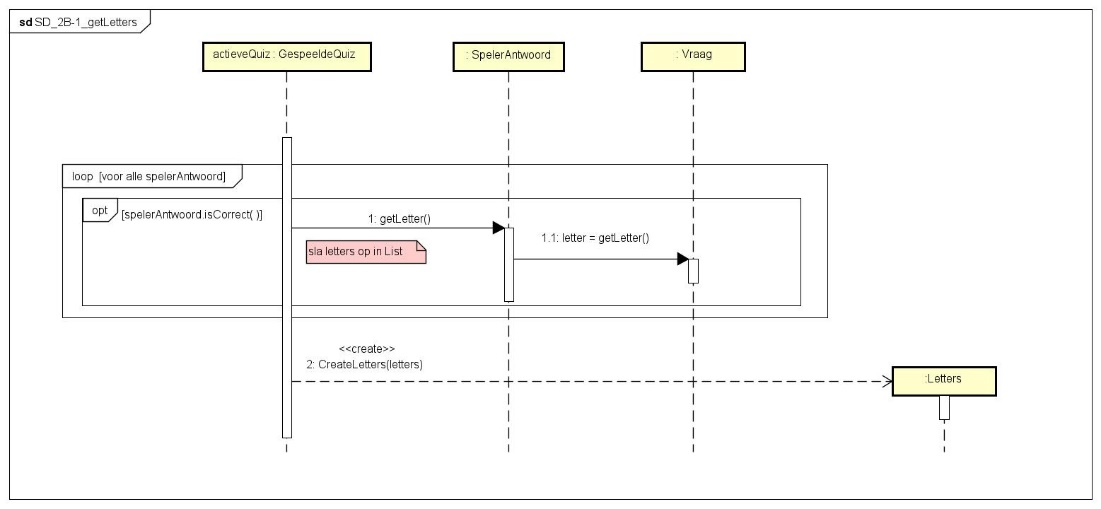 sd SD_2B-1_getLetters
actieveQuiz : GespeeldeQuiz
: SpelerAntwoord
: Vraag
loop [voor alle spelerAntwoord]
opt [spelerAntwoord.isCorrect( )]
1: getLetter()
sla letters op in List
1.1: letter = getLetter()
<<create>>
2: CreateLetters(letters)
:Letters